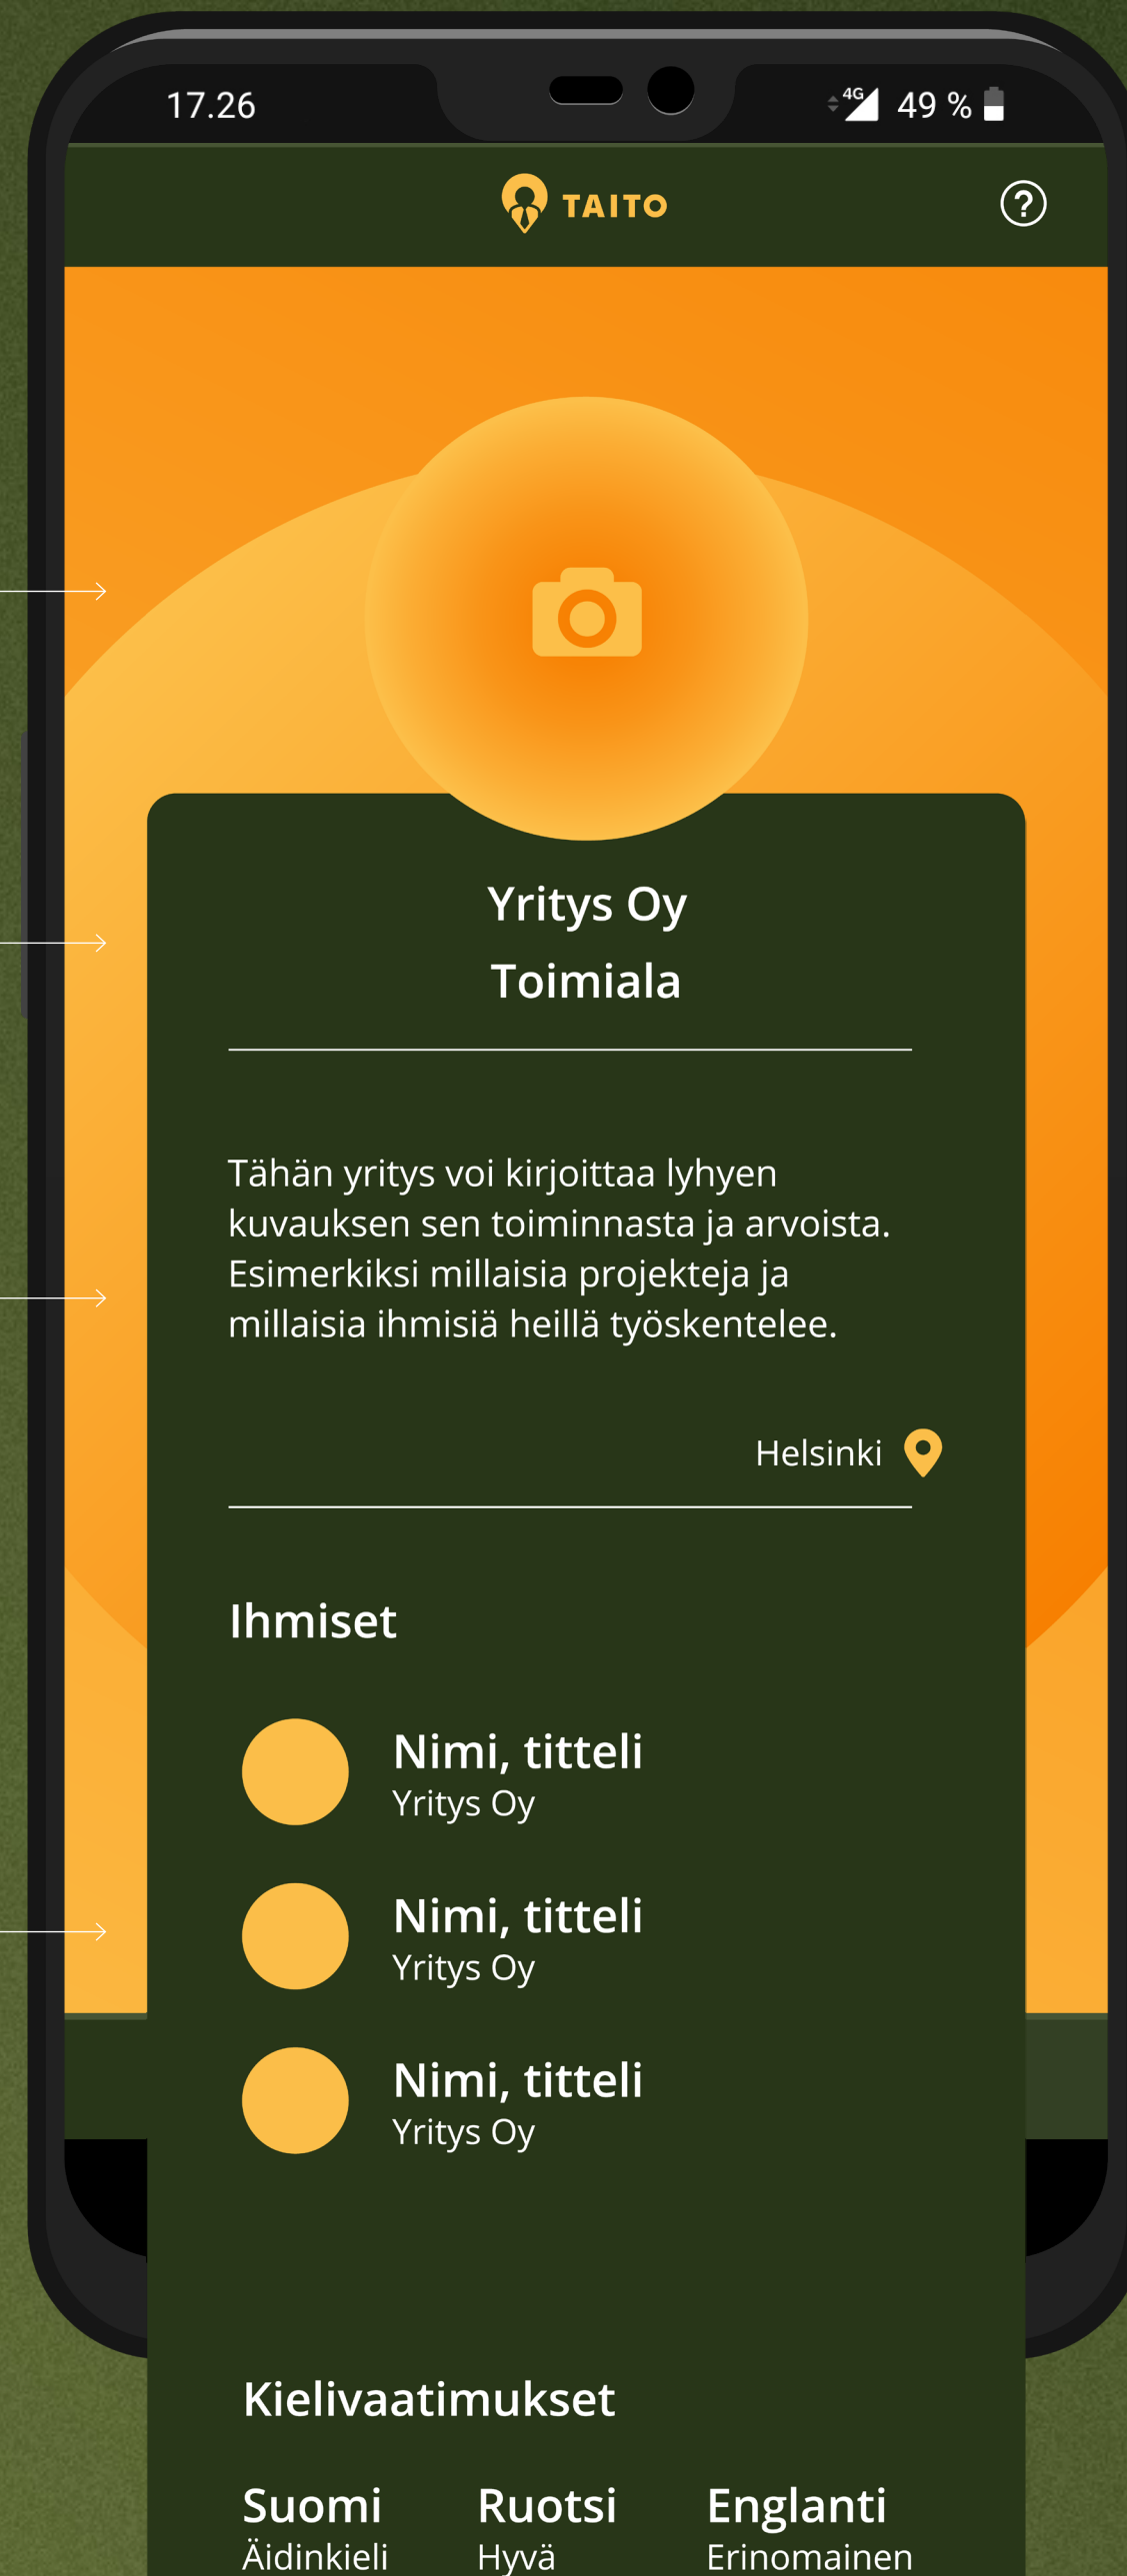 17.26
4G 49 %
TAITO
?
Yritys Oy
Toimiala
Tähän yritys voi kirjoittaa lyhyen
kuvauksen sen toiminnasta ja arvoista.
Esimerkiksi millaisia projekteja ja
millaisia ihmisiä heillä työskentelee.
Helsinki
Ihmiset
Nimi, titteli
Yritys Oy
Nimi, titteli
Yritys Oy
Nimi, titteli
Yritys Oy
Kielivaatimukset
Suomi Ruotsi Englanti
Äidinkieli Hyvä Erinomainen